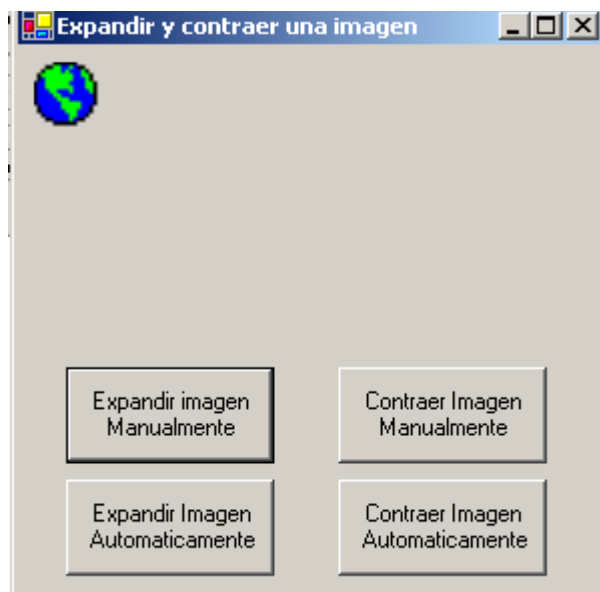 Expandir y contraer una imagen
Expandir imagen
Manualmente
Contraer Imagen
Manualmente
Expandir Imagen
Automaticamente
Contraer Imagen
Automaticamente